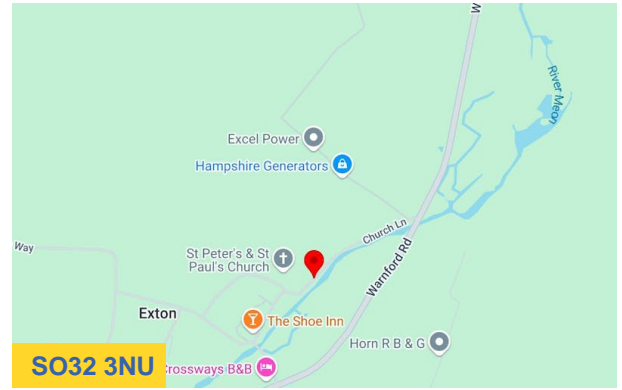 W
River Meon
Excel Power
Hampshire Generators
Church Ln
Way
St Peter's & St
Paul's Church
Warnford Rd
Exton
The Shoe Inn
Horn R B & G
SO32 3NU
Crossways B&B